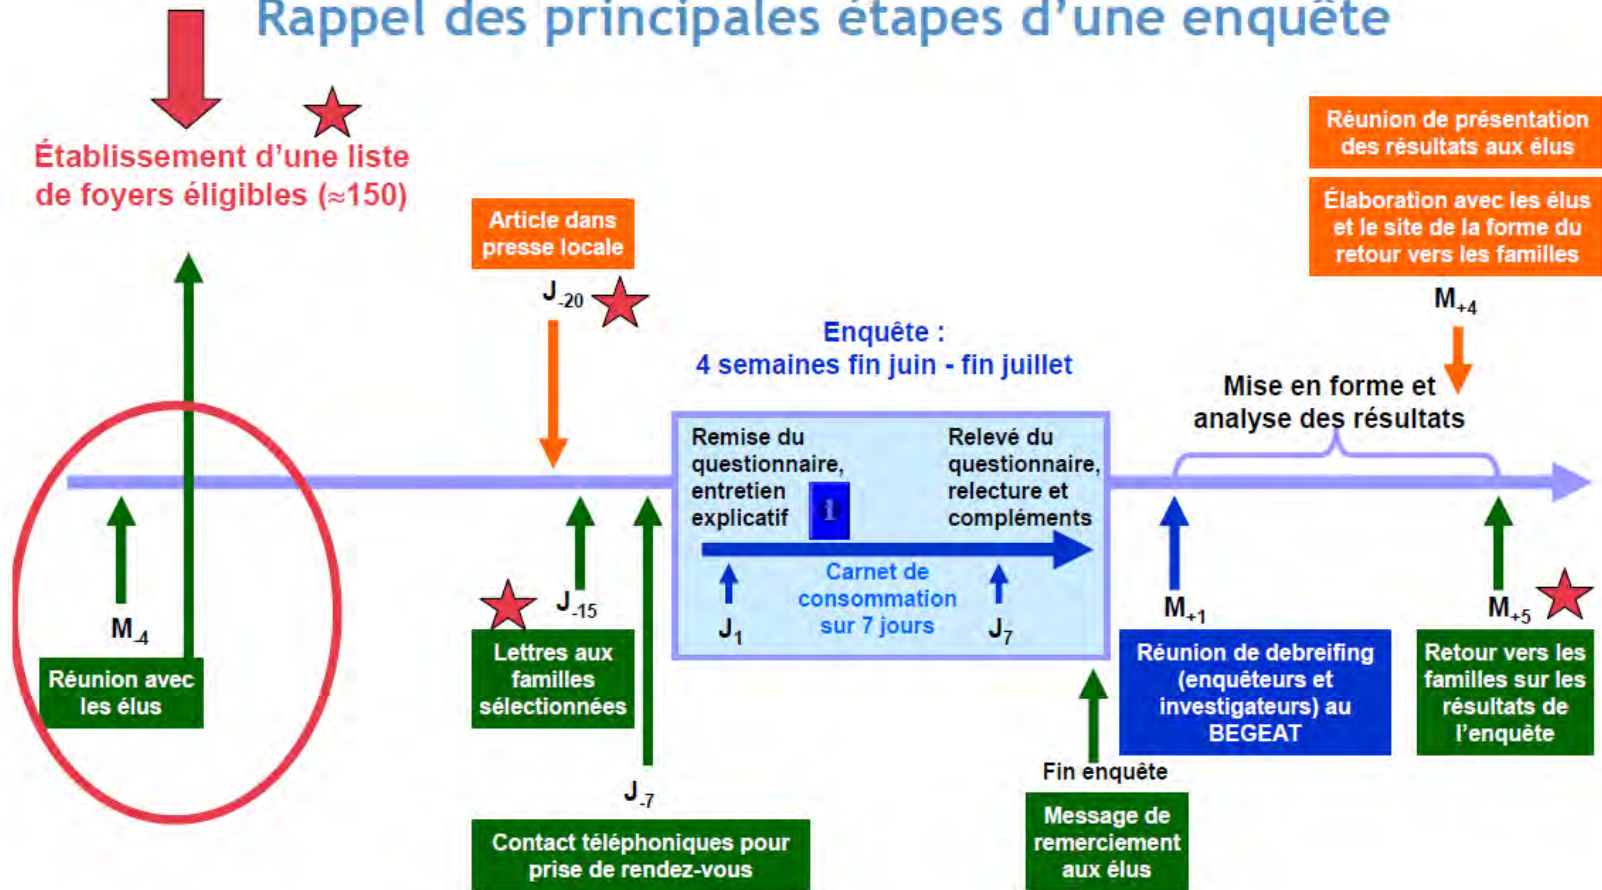 Rappel des principales étapes d’une enquête
Établissement d’une liste
de foyers éligibles (≈150)
Réunion de présentation
des résultats aux élus
Élaboration avec les élus
et le site de la forme du
retour vers les familles
M+4
Article dans
presse locale
J-20
Enquête :
4 semaines fin juin - fin juillet
Mise en forme et
analyse des résultats
Remise du
questionnaire,
entretien
explicatif
1
Relevé du
questionnaire,
relecture et
compléments
Carnet de
consommation
sur 7 jours
J1
J7
M-4
Réunion avec
les élus
J-15
Lettres aux
familles
sélectionnées
J-7
Contact téléphoniques pour
prise de rendez-vous
Fin enquête
Message de
remerciement
aux élus
M+1
Réunion de debreifing
(enquêteurs et
investigateurs) au
BEGEAT
M+5
Retour vers les
familles sur les
résultats de
l’enquête